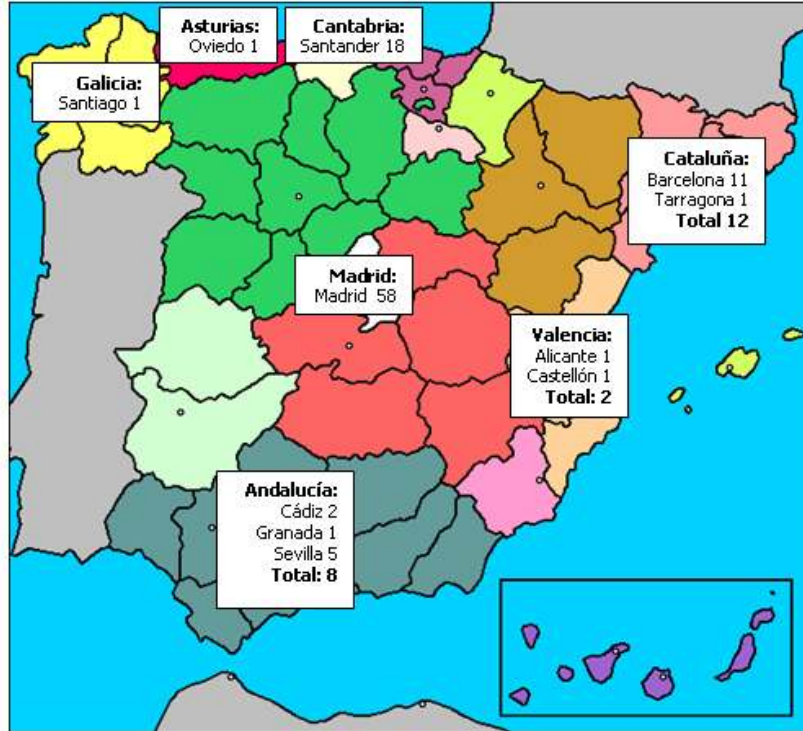 Asturias:
Oviedo 1
Cantabria:
Santander 18
Galicia:
Santiago 1
Cataluña:
Barcelona 11
Tarragona 1
Total 12
Madrid:
Madrid 58
Valencia:
Alicante 1
Castellón 1
Total: 2
Andalucía:
Cádiz 2
Granada 1
Sevilla 5
Total: 8